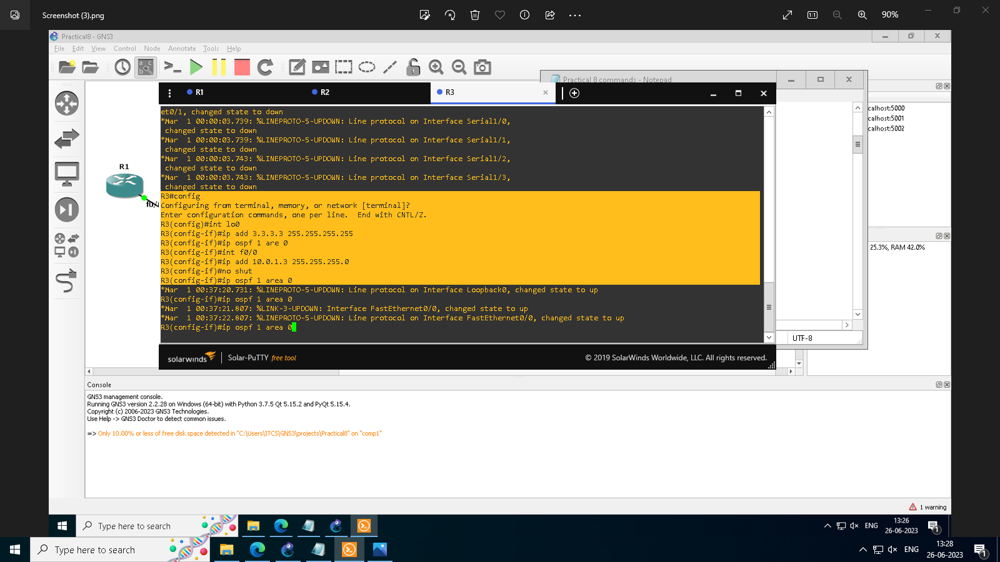 Screenshot (3).png
90%
Practical8 - GNS3
File Edit View Control Node Annotate Tools Help
Practical 8 commands - Notepad
R1 R2 R3
R1
f0/
et0/1, changed state to down
*Mar  1 00:00:03.739: %LINEPROTO-5-UPDOWN: Line protocol on Interface Serial1/0,
 changed state to down
*Mar  1 00:00:03.739: %LINEPROTO-5-UPDOWN: Line protocol on Interface Serial1/1,
 changed state to down
*Mar  1 00:00:03.743: %LINEPROTO-5-UPDOWN: Line protocol on Interface Serial1/2,
 changed state to down
*Mar  1 00:00:03.743: %LINEPROTO-5-UPDOWN: Line protocol on Interface Serial1/3,
 changed state to down
R3#config
Configuring from terminal, memory, or network [terminal]?
Enter configuration commands, one per line.  End with CNTL/Z.
R3(config)#int lo0
R3(config-if)#ip add 3.3.3.3 255.255.255.255
R3(config-if)#ip ospf 1 are 0
R3(config-if)#int f0/0
R3(config-if)#ip add 10.0.1.3 255.255.255.0
R3(config-if)#no shut
R3(config-if)#ip ospf 1 area 0
*Mar  1 00:37:20.731: %LINEPROTO-5-UPDOWN: Line protocol on Interface Loopback0, changed state to up
R3(config-if)#ip ospf 1 area 0
*Mar  1 00:37:21.807: %LINK-3-UPDOWN: Interface FastEthernet0/0, changed state to up
*Mar  1 00:37:22.807: %LINEPROTO-5-UPDOWN: Line protocol on Interface FastEthernet0/0, changed state to up
R3(config-if)#ip ospf 1 area 0
solarwinds Solar-PuTTY free tool © 2019 SolarWinds Worldwide, LLC. All rights reserved.
calhost:5000
calhost:5001
calhost:5002
25.3%, RAM 42.0%
UTF-8
Console
GNS3 management console.
Running GNS3 version 2.2.28 on Windows (64-bit) with Python 3.7.5 Qt 5.15.2 and PyQt 5.15.4.
Copyright (c) 2006-2023 GNS3 Technologies.
Use Help -> GNS3 Doctor to detect common issues.
=> Only 10.00% or less of free disk space detected in "C:\Users\ITC5\GNS3\projects\Practical8" on "comp1"
1 warning
Type here to search ENG 13:26
26-06-2023
1
Type here to search ENG 13:28
26-06-2023
1